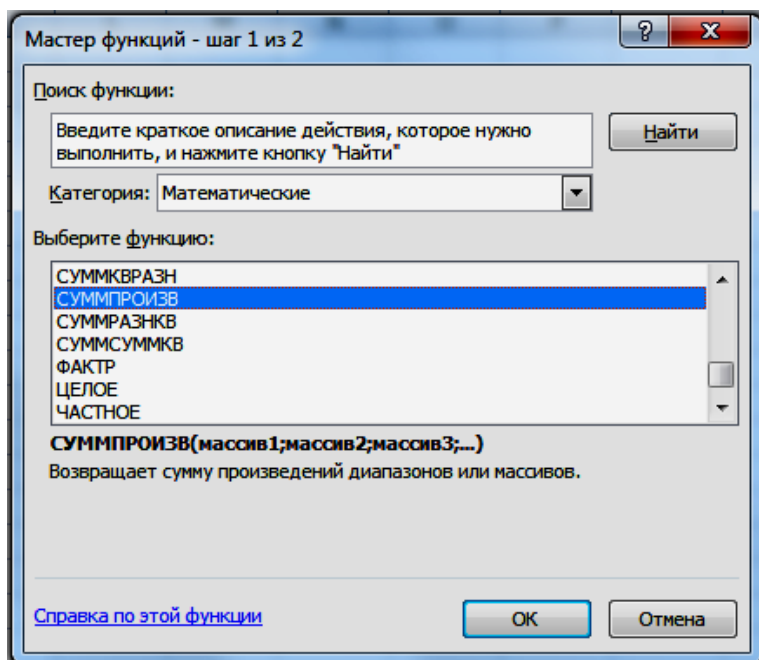 Мастер функций - шаг 1 из 2
Поиск функции:
Введите краткое описание действия, которое нужно
выполнить, и нажмите кнопку "Найти"
Найти
Категория: Математические
Выберите функцию:
СУММКВРАЗН
СУММПРОИЗВ
СУММРАЗНКВ
СУММСУММКВ
ФАКТР
ЦЕЛОЕ
ЧАСТНОЕ
СУММПРОИЗВ(массив1;массив2;массив3;...)
Возвращает сумму произведений диапазонов или массивов.
Справка по этой функции
ОК
Отмена